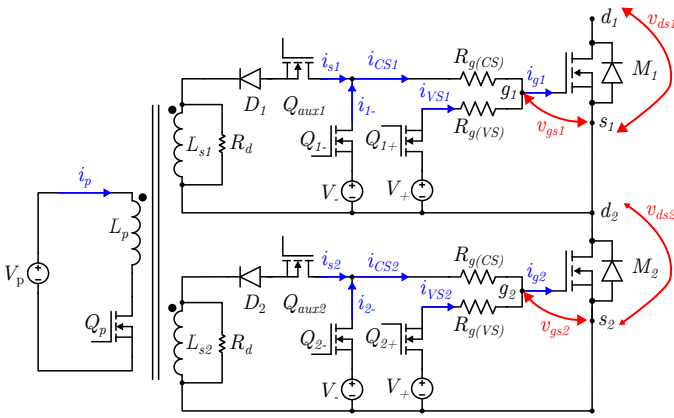 d1
vds1
is1
iCS1
Rg(CS)
ig1
M1
D1
Qaux1
i1-
iVS1
g1
Rg(VS)
vgs1
s1
Ls1
Rd
Q1-
Q1+
V-
V+
ip
Lp
d2
vds2
is2
iCS2
Rg(CS)
ig2
M2
Vp
D2
Qaux2
i2-
iVS2
g2
Rg(VS)
vgs2
s2
Qp
Ls2
Rd
Q2-
Q2+
V-
V+